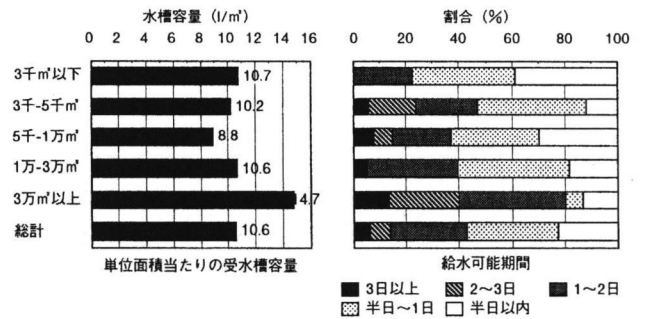 水槽容量 (l/㎡)
割合 (%)
0 2 4 6 8 10 12 14 16
0 20 40 60 80 100
3千㎡以下
10.7
3千-5千㎡
10.2
5千-1万㎡
8.8
1万-3万㎡
10.6
3万㎡以上
4.7
総計
10.6
単位面積当たりの受水槽容量
給水可能期間
3日以上 2〜3日 1〜2日
半日〜1日 半日以内